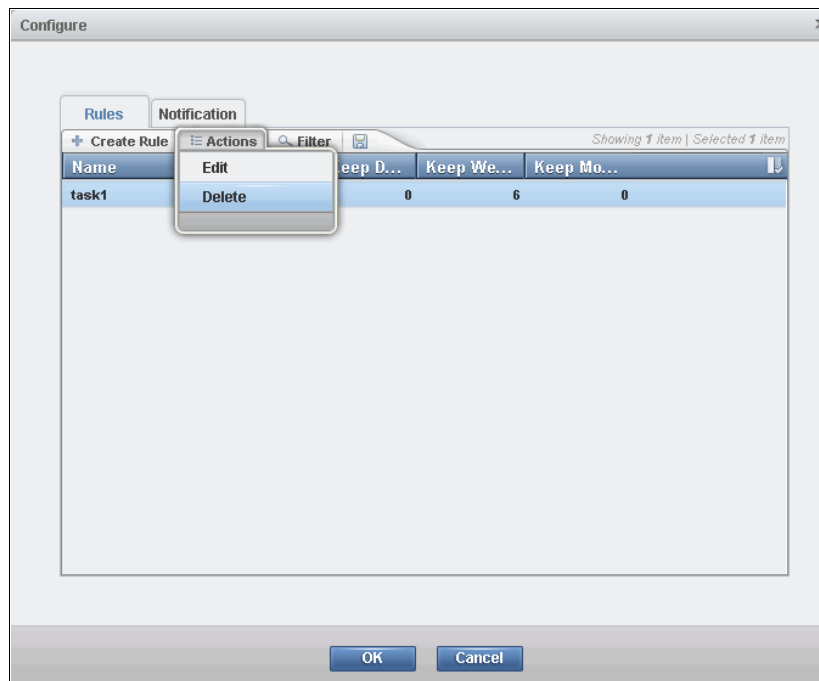 Configure
Rules Notification
Create Rule Actions Filter Showing 1 item | Selected 1 item
Name eep D... Keep We... Keep Mo...
Edit
task1 0 6 0
Delete
OK Cancel